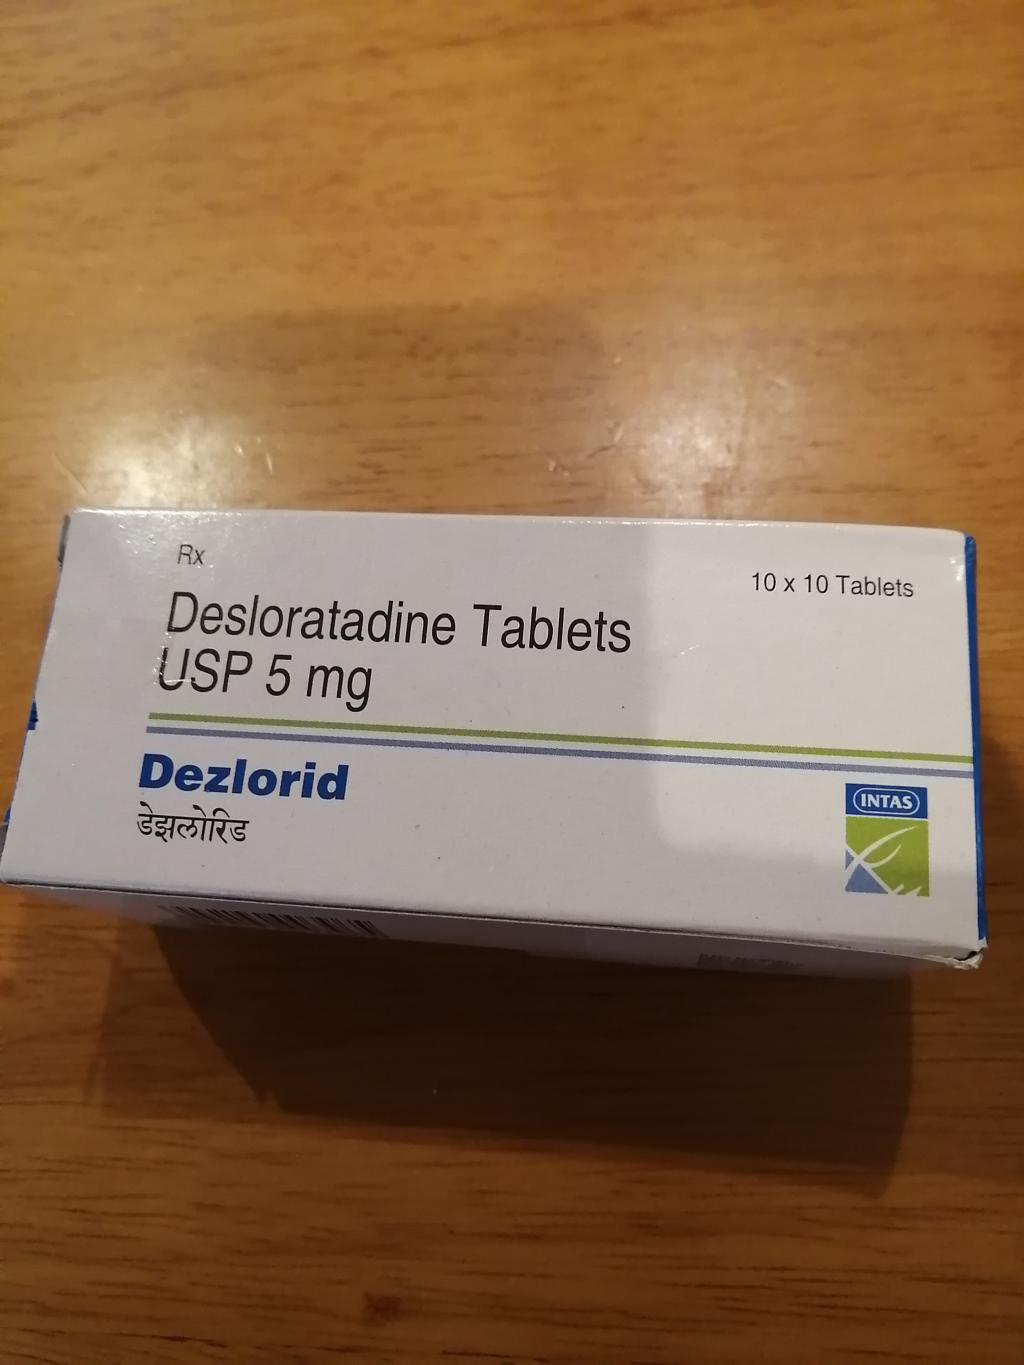 Rx
10 x 10 Tablets
Desloratadine Tablets
USP 5 mg
Dezlorid
डेझलोरिड
INTAS